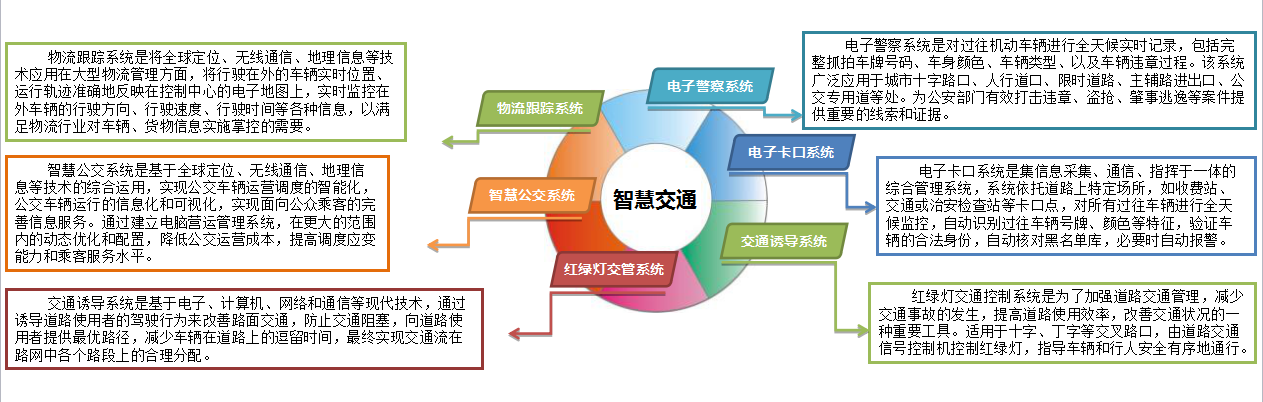 物流跟踪系统是将全球定位、无线通信、地理信息等技
术应用在大型物流管理方面，将行驶在外的车辆实时位置、
运行轨迹准确地反映在控制中心的电子地图上，实时监控在
外车辆的行驶方向、行驶速度、行驶时间等各种信息，以满
足物流行业对车辆、货物信息实施掌控的需要。
智慧公交系统是基于全球定位、无线通信、地理信
息等技术的综合运用，实现公交车辆运营调度的智能化，
公交车辆运行的信息化和可视化，实现面向公众乘客的完
善信息服务。通过建立电脑营运管理系统，在更大的范围
内的动态优化和配置，降低公交运营成本，提高调度应变
能力和乘客服务水平。
交通诱导系统是基于电子、计算机、网络和通信等现代技术，通过
诱导道路使用者的驾驶行为来改善路面交通，防止交通阻塞，向道路使
用者提供最优路径，减少车辆在道路上的逗留时间，最终实现交通流在
路网中各个路段上的合理分配。
物流跟踪系统
智慧公交系统
红绿灯交管系统
智慧交通
电子警察系统
电子卡口系统
交通诱导系统
电子警察系统是对过往机动车辆进行全天候实时记录，包括完
整抓拍车牌号码、车身颜色、车辆类型、以及车辆违章过程。该系统
广泛应用于城市十字路口、人行道口、限时道路、主辅路进出口、公
交专用道等处。为公安部门有效打击违章、盗抢、肇事逃逸等案件提
供重要的线索和证据。
电子卡口系统是集信息采集、通信、指挥于一体的
综合管理系统，系统依托道路上特定场所，如收费站、
交通或治安检查站等卡口点，对所有过往车辆进行全天
候监控，自动识别过往车辆号牌、颜色等特征，验证车
辆的合法身份，自动核对黑名单库，必要时自动报警。
红绿灯交通控制系统是为了加强道路交通管理，减少
交通事故的发生，提高道路使用效率，改善交通状况的一
种重要工具。适用于十字、丁字等交叉路口，由道路交通
信号控制机控制红绿灯，指导车辆和行人安全有序地通行。